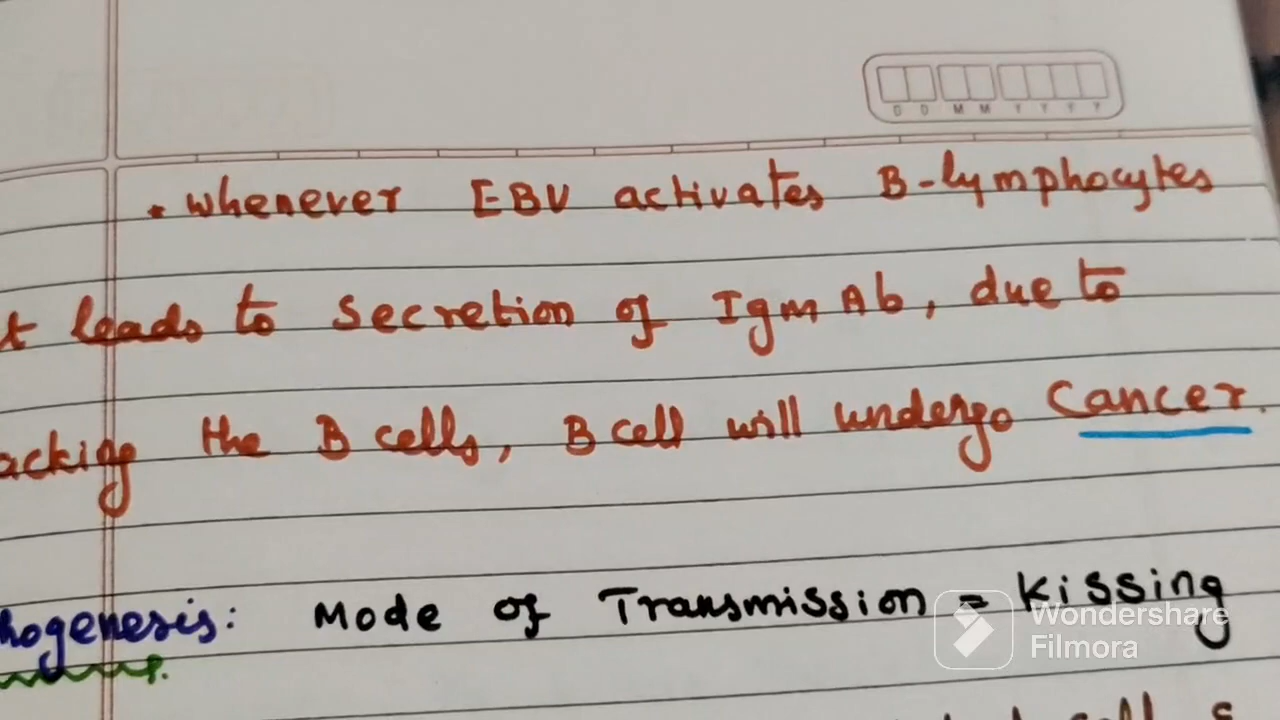 D D M M Y Y Y Y
. whenever EBV activates B-lymphocytes
t leads to secretion of Igm Ab, due to
acking the B cells, B cell will undergo Cancer.
hogenesis: Mode of Transmission = Kissing
Wondershare
Filmora